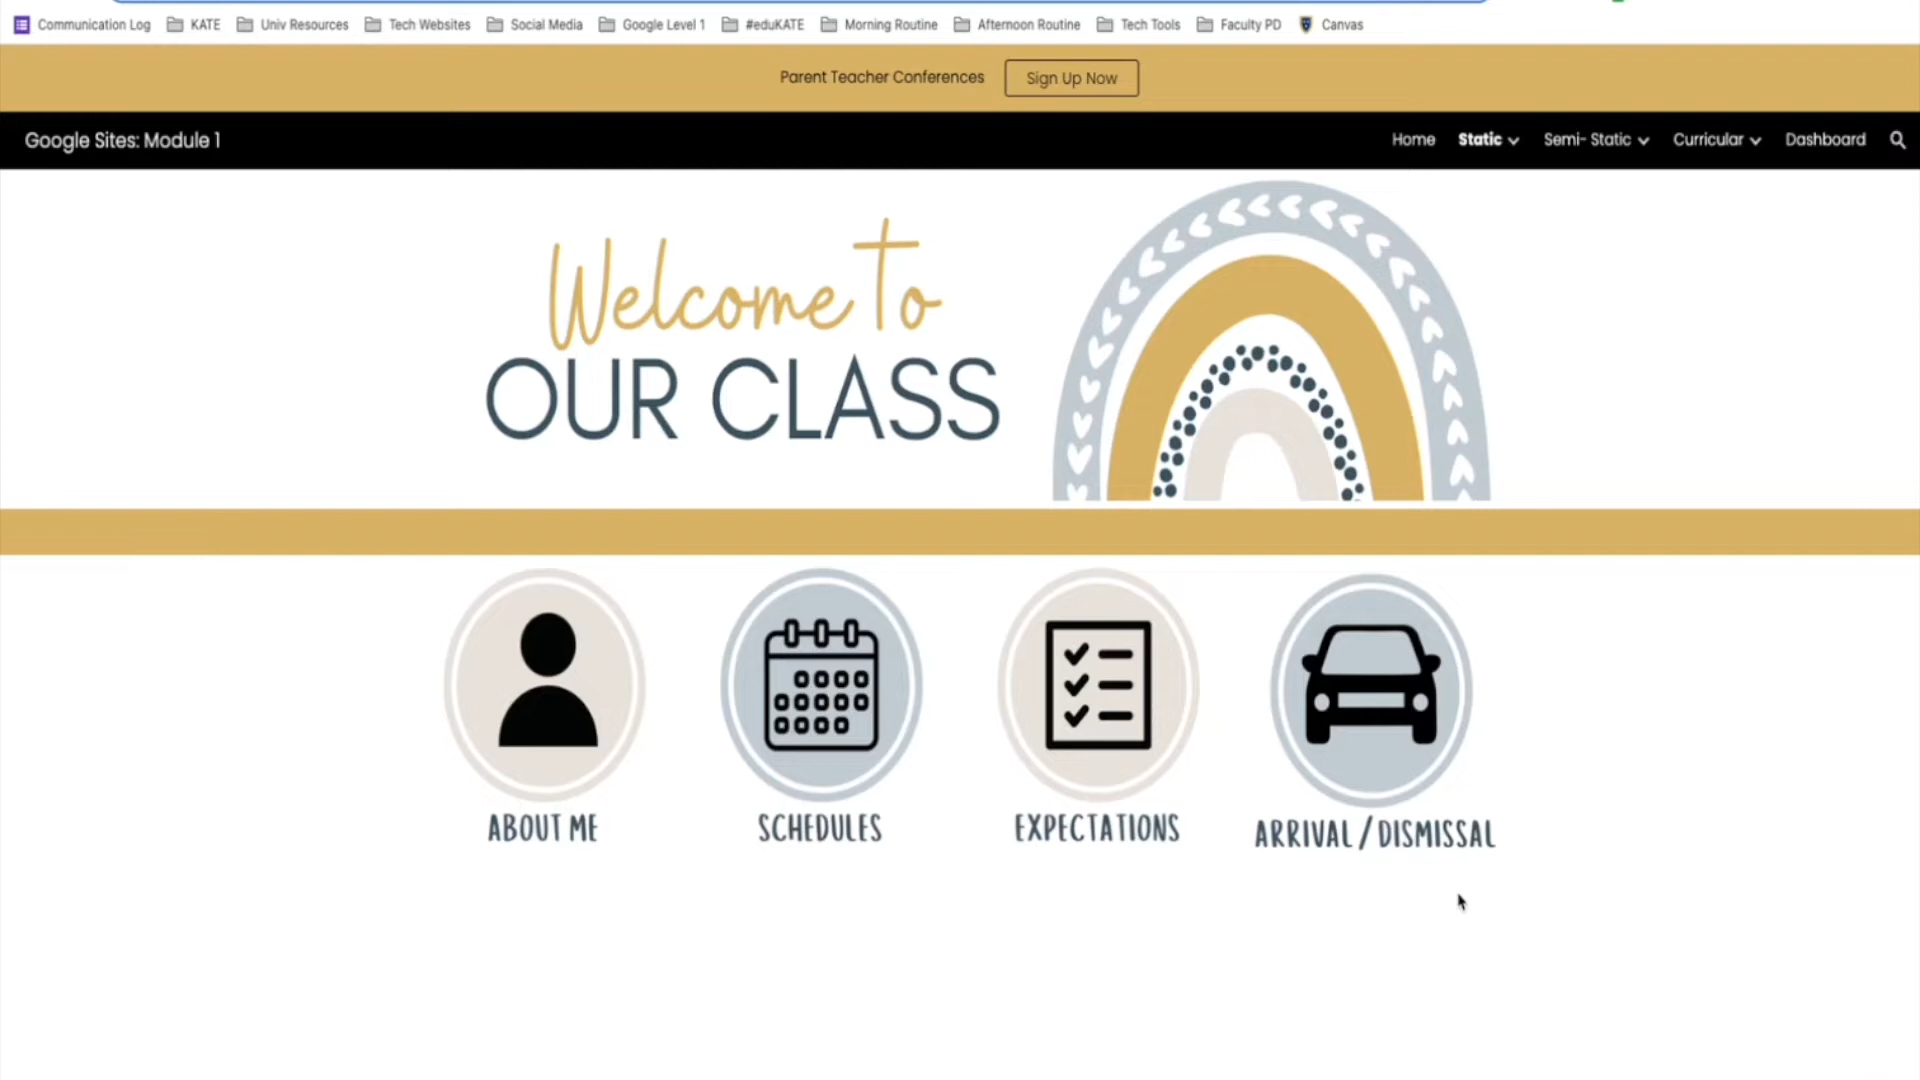 Communication Log KATE Univ Resources Tech Websites Social Media Google Level 1 #eduKATE Morning Routine Afternoon Routine Tech Tools Faculty PD Canvas
Parent Teacher Conferences Sign Up Now
Google Sites: Module 1 Home Static Semi- Static Curricular Dashboard
Welcome to
OUR CLASS
ABOUT ME SCHEDULES EXPECTATIONS ARRIVAL / DISMISSAL